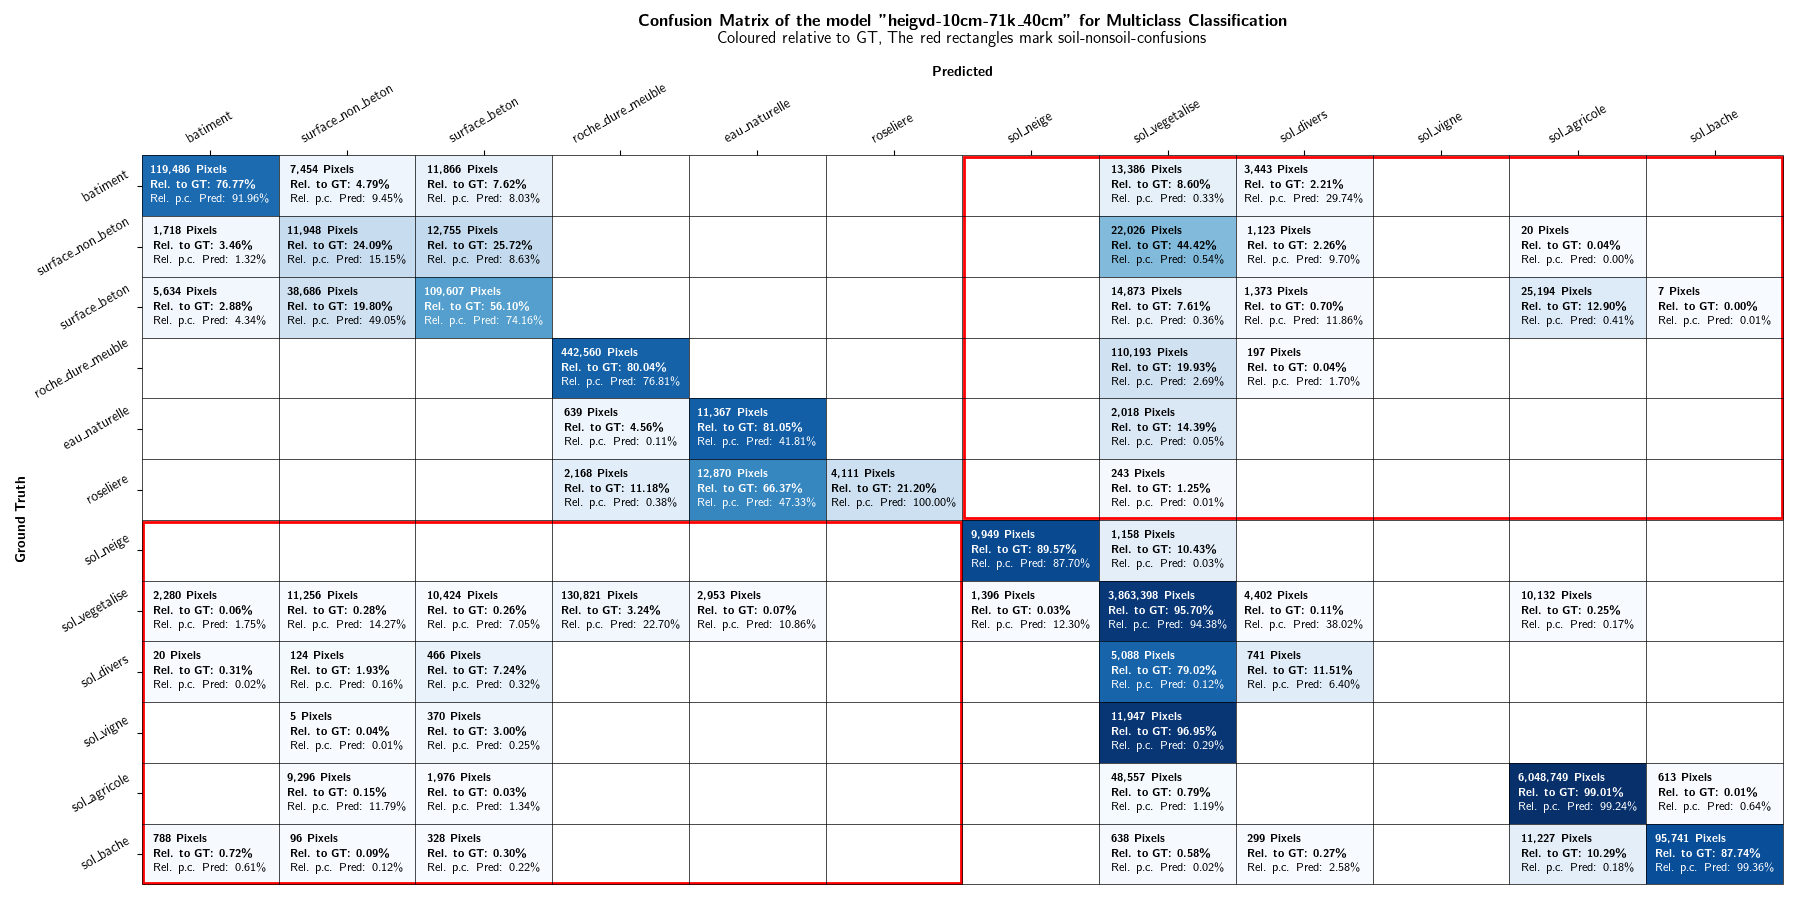 Confusion Matrix of the model "heigvd-10cm-71k_40cm" for Multiclass Classification
Coloured relative to GT, The red rectangles mark soil-nonsoil-confusions
Predicted
batiment surface_non_beton surface_beton roche_dure_meuble eau_naturelle roseliere sol_neige sol_vegetalise sol_divers sol_vigne sol_agricole sol_bache
Ground Truth
batiment
119,486 Pixels 7,454 Pixels 11,866 Pixels 13,386 Pixels 3,443 Pixels
Rel. to GT: 76.77% Rel. to GT: 4.79% Rel. to GT: 7.62% Rel. to GT: 8.60% Rel. to GT: 2.21%
Rel. p.c. Pred: 91.96% Rel. p.c. Pred: 9.45% Rel. p.c. Pred: 8.03% Rel. p.c. Pred: 0.33% Rel. p.c. Pred: 29.74%
surface_non_beton
1,718 Pixels 11,948 Pixels 12,755 Pixels 22,026 Pixels 1,123 Pixels 20 Pixels
Rel. to GT: 3.46% Rel. to GT: 24.09% Rel. to GT: 25.72% Rel. to GT: 44.42% Rel. to GT: 2.26% Rel. to GT: 0.04%
Rel. p.c. Pred: 1.32% Rel. p.c. Pred: 15.15% Rel. p.c. Pred: 8.63% Rel. p.c. Pred: 0.54% Rel. p.c. Pred: 9.70% Rel. p.c. Pred: 0.00%
surface_beton
5,634 Pixels 38,686 Pixels 109,607 Pixels 14,873 Pixels 1,373 Pixels 25,194 Pixels 7 Pixels
Rel. to GT: 2.88% Rel. to GT: 19.80% Rel. to GT: 56.10% Rel. to GT: 7.61% Rel. to GT: 0.70% Rel. to GT: 12.90% Rel. to GT: 0.00%
Rel. p.c. Pred: 4.34% Rel. p.c. Pred: 49.05% Rel. p.c. Pred: 74.16% Rel. p.c. Pred: 0.36% Rel. p.c. Pred: 11.86% Rel. p.c. Pred: 0.41% Rel. p.c. Pred: 0.01%
roche_dure_meuble
442,560 Pixels 110,193 Pixels 197 Pixels
Rel. to GT: 80.04% Rel. to GT: 19.93% Rel. to GT: 0.04%
Rel. p.c. Pred: 76.81% Rel. p.c. Pred: 2.69% Rel. p.c. Pred: 1.70%
eau_naturelle
639 Pixels 11,367 Pixels 2,018 Pixels
Rel. to GT: 4.56% Rel. to GT: 81.05% Rel. to GT: 14.39%
Rel. p.c. Pred: 0.11% Rel. p.c. Pred: 41.81% Rel. p.c. Pred: 0.05%
roseliere
2,168 Pixels 12,870 Pixels 4,111 Pixels 243 Pixels
Rel. to GT: 11.18% Rel. to GT: 66.37% Rel. to GT: 21.20% Rel. to GT: 1.25%
Rel. p.c. Pred: 0.38% Rel. p.c. Pred: 47.33% Rel. p.c. Pred: 100.00% Rel. p.c. Pred: 0.01%
sol_neige
9,949 Pixels 1,158 Pixels
Rel. to GT: 89.57% Rel. to GT: 10.43%
Rel. p.c. Pred: 87.70% Rel. p.c. Pred: 0.03%
sol_vegetalise
2,280 Pixels 11,256 Pixels 10,424 Pixels 130,821 Pixels 2,953 Pixels 1,396 Pixels 3,863,398 Pixels 4,402 Pixels 10,132 Pixels
Rel. to GT: 0.06% Rel. to GT: 0.28% Rel. to GT: 0.26% Rel. to GT: 3.24% Rel. to GT: 0.07% Rel. to GT: 0.03% Rel. to GT: 95.70% Rel. to GT: 0.11% Rel. to GT: 0.25%
Rel. p.c. Pred: 1.75% Rel. p.c. Pred: 14.27% Rel. p.c. Pred: 7.05% Rel. p.c. Pred: 22.70% Rel. p.c. Pred: 10.86% Rel. p.c. Pred: 12.30% Rel. p.c. Pred: 94.38% Rel. p.c. Pred: 38.02% Rel. p.c. Pred: 0.17%
sol_divers
20 Pixels 124 Pixels 466 Pixels 5,088 Pixels 741 Pixels
Rel. to GT: 0.31% Rel. to GT: 1.93% Rel. to GT: 7.24% Rel. to GT: 79.02% Rel. to GT: 11.51%
Rel. p.c. Pred: 0.02% Rel. p.c. Pred: 0.16% Rel. p.c. Pred: 0.32% Rel. p.c. Pred: 0.12% Rel. p.c. Pred: 6.40%
sol_vigne
5 Pixels 370 Pixels 11,947 Pixels
Rel. to GT: 0.04% Rel. to GT: 3.00% Rel. to GT: 96.95%
Rel. p.c. Pred: 0.01% Rel. p.c. Pred: 0.25% Rel. p.c. Pred: 0.29%
sol_agricole
9,296 Pixels 1,976 Pixels 48,557 Pixels 6,048,749 Pixels 613 Pixels
Rel. to GT: 0.15% Rel. to GT: 0.03% Rel. to GT: 0.79% Rel. to GT: 99.01% Rel. to GT: 0.01%
Rel. p.c. Pred: 11.79% Rel. p.c. Pred: 1.34% Rel. p.c. Pred: 1.19% Rel. p.c. Pred: 99.24% Rel. p.c. Pred: 0.64%
sol_bache
788 Pixels 96 Pixels 328 Pixels 638 Pixels 299 Pixels 11,227 Pixels 95,741 Pixels
Rel. to GT: 0.72% Rel. to GT: 0.09% Rel. to GT: 0.30% Rel. to GT: 0.58% Rel. to GT: 0.27% Rel. to GT: 10.29% Rel. to GT: 87.74%
Rel. p.c. Pred: 0.61% Rel. p.c. Pred: 0.12% Rel. p.c. Pred: 0.22% Rel. p.c. Pred: 0.02% Rel. p.c. Pred: 2.58% Rel. p.c. Pred: 0.18% Rel. p.c. Pred: 99.36%